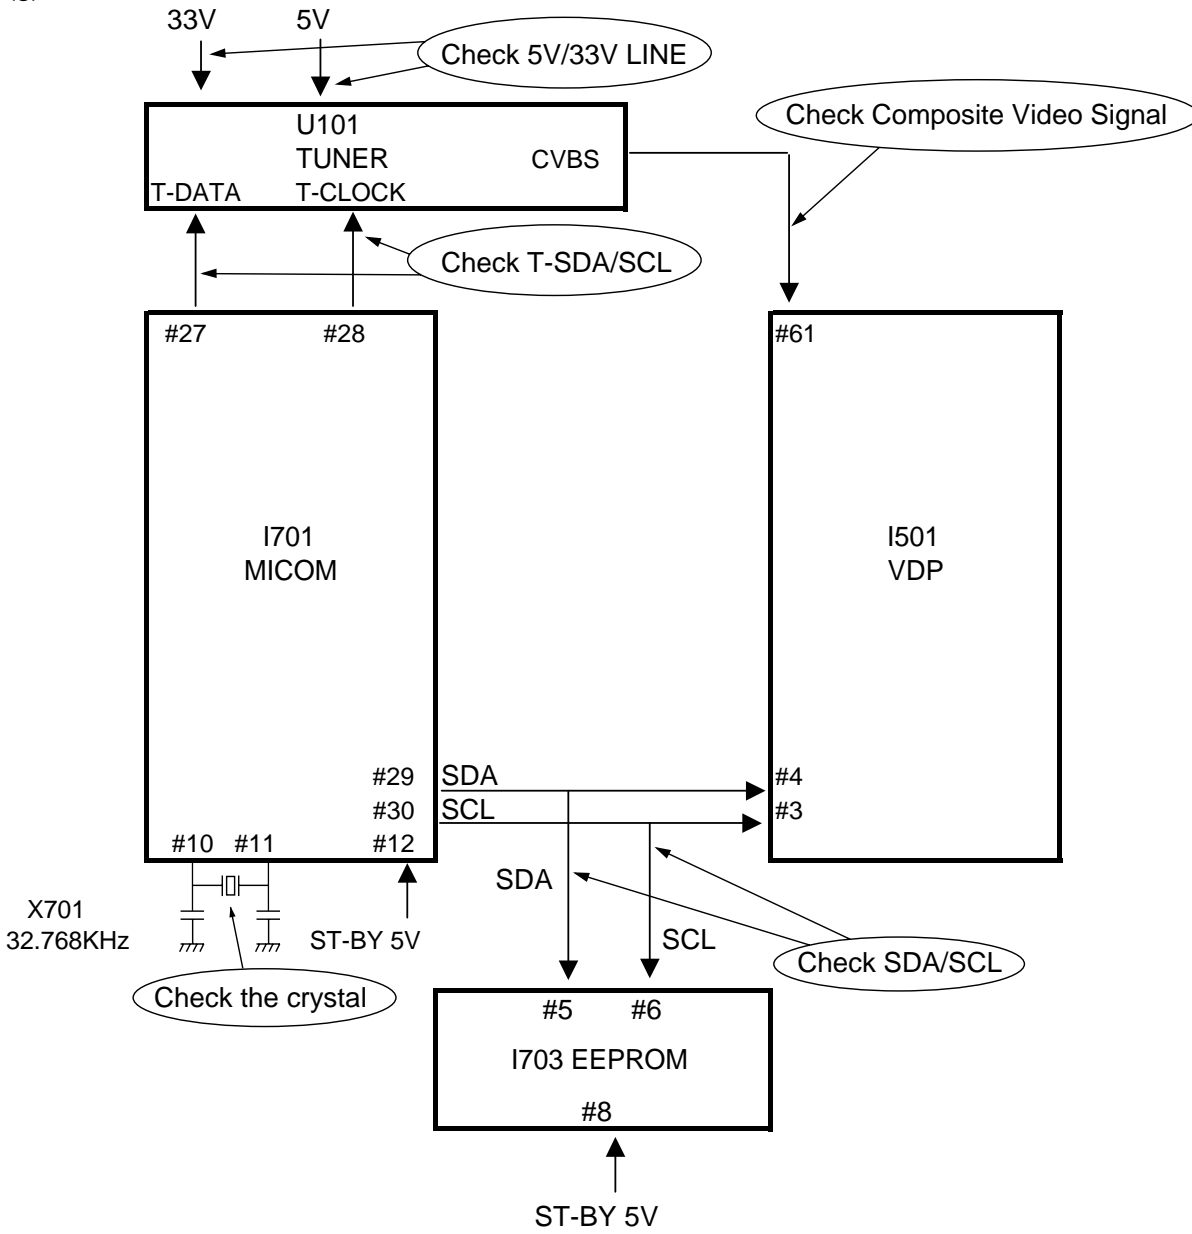 33V
5V
Check 5V/33V LINE
Check Composite Video Signal
U101
TUNER
CVBS
T-DATA
T-CLOCK
Check T-SDA/SCL
#27
#28
#61
I701
MICOM
I501
VDP
#29
SDA
#4
#30
SCL
#3
#10
#11
#12
SDA
X701
32.768KHz
ST-BY 5V
SCL
Check SDA/SCL
Check the crystal
#5
#6
I703 EEPROM
#8
ST-BY 5V